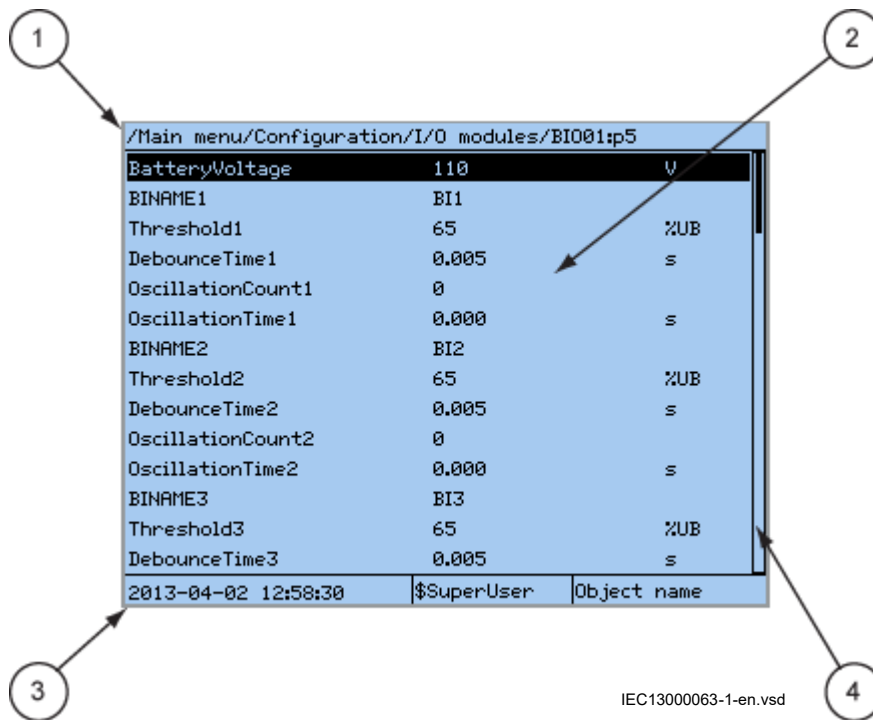 1
2
/Main menu/Configuration/I/O modules/BIO01:p5
BatteryVoltage 110 V
BINAME1 BI1
Threshold1 65 %UB
DebounceTime1 0.005 s
OscillationCount1 0
OscillationTime1 0.000 s
BINAME2 BI2
Threshold2 65 %UB
DebounceTime2 0.005 s
OscillationCount2 0
OscillationTime2 0.000 s
BINAME3 BI3
Threshold3 65 %UB
DebounceTime3 0.005 s
2013-04-02 12:58:30 $SuperUser Object name
3
IEC13000063-1-en.vsd
4